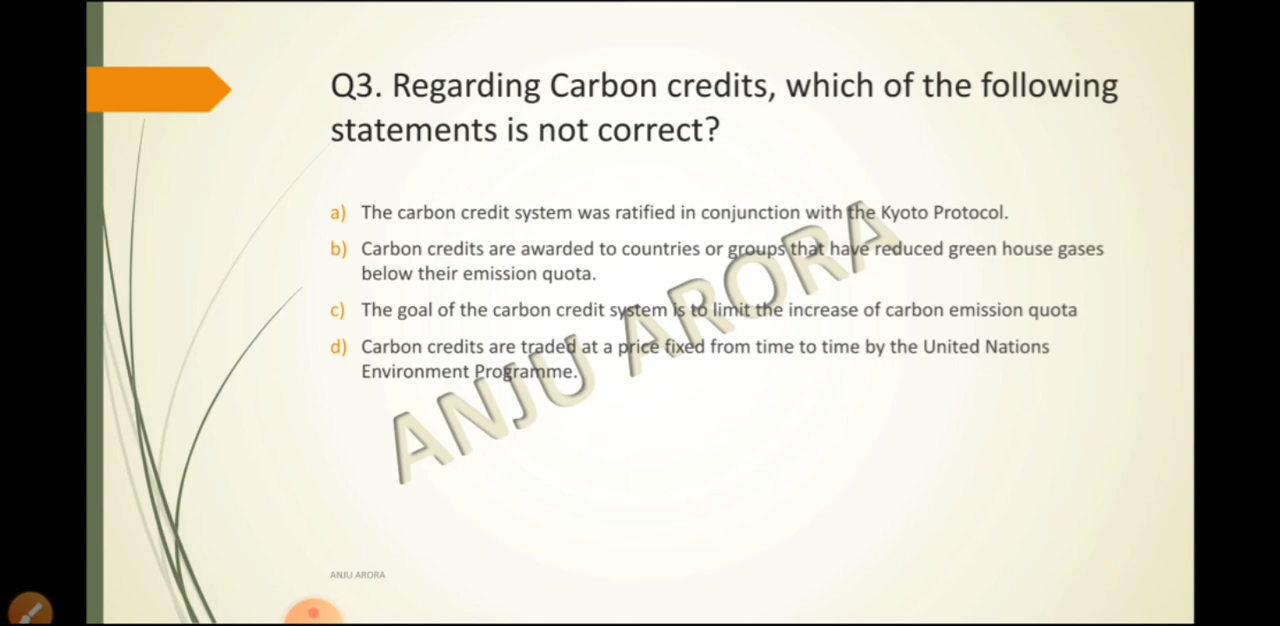 Q3. Regarding Carbon credits, which of the following
statements is not correct?
a) The carbon credit system was ratified in conjunction with the Kyoto Protocol.
b) Carbon credits are awarded to countries or groups that have reduced green house gases
below their emission quota.
c) The goal of the carbon credit system is to limit the increase of carbon emission quota
d) Carbon credits are traded at a price fixed from time to time by the United Nations
Environment Programme.
ANJU ARORA
ANJU ARORA